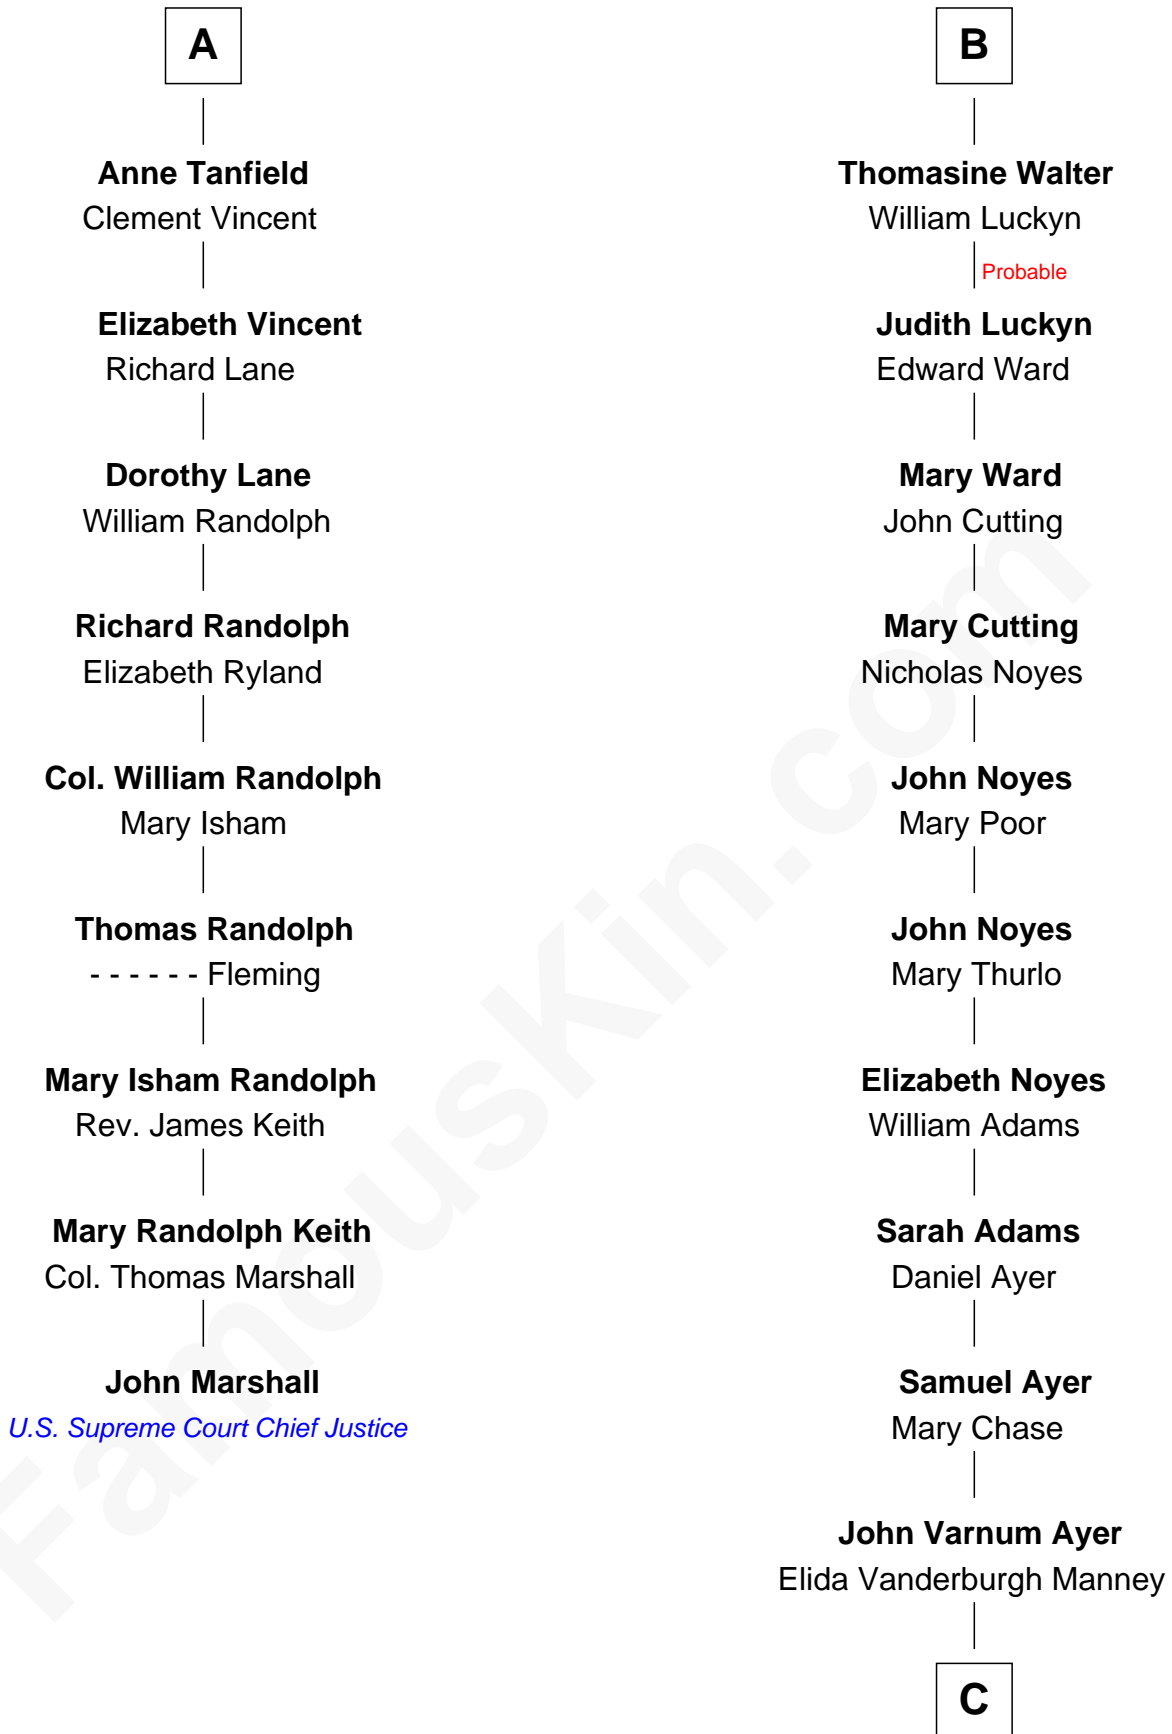 A
Anne Tanfield
Clement Vincent
Elizabeth Vincent
Richard Lane
Dorothy Lane
William Randolph
Richard Randolph
Elizabeth Ryland
Col. William Randolph
Mary Isham
Thomas Randolph
- - - - - - Fleming
Mary Isham Randolph
Rev. James Keith
Mary Randolph Keith
Col. Thomas Marshall
John Marshall
U.S. Supreme Court Chief Justice
B
Thomasine Walter
William Luckyn
Probable
Judith Luckyn
Edward Ward
Mary Ward
John Cutting
Mary Cutting
Nicholas Noyes
John Noyes
Mary Poor
John Noyes
Mary Thurlo
Elizabeth Noyes
William Adams
Sarah Adams
Daniel Ayer
Samuel Ayer
Mary Chase
John Varnum Ayer
Elida Vanderburgh Manney
C
FamousKin.com